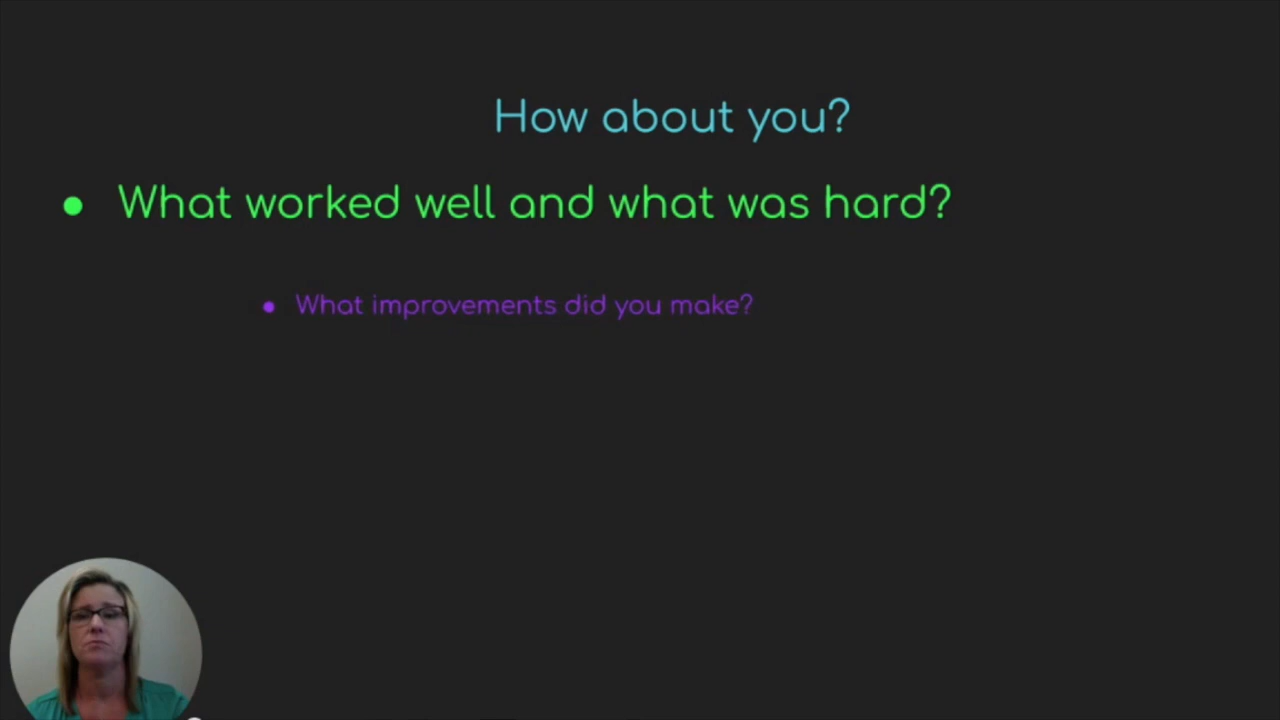 How about you?
● What worked well and what was hard?
● What improvements did you make?